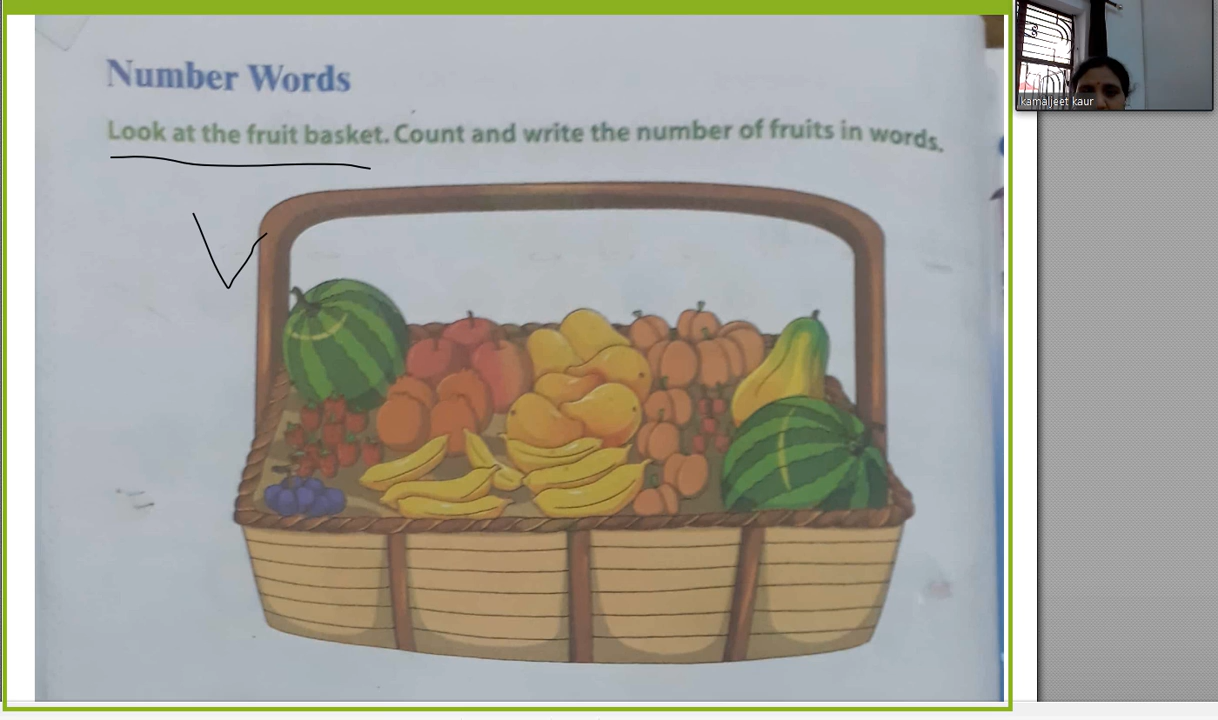 Number Words
Look at the fruit basket. Count and write the number of fruits in words.
kamaljeet kaur